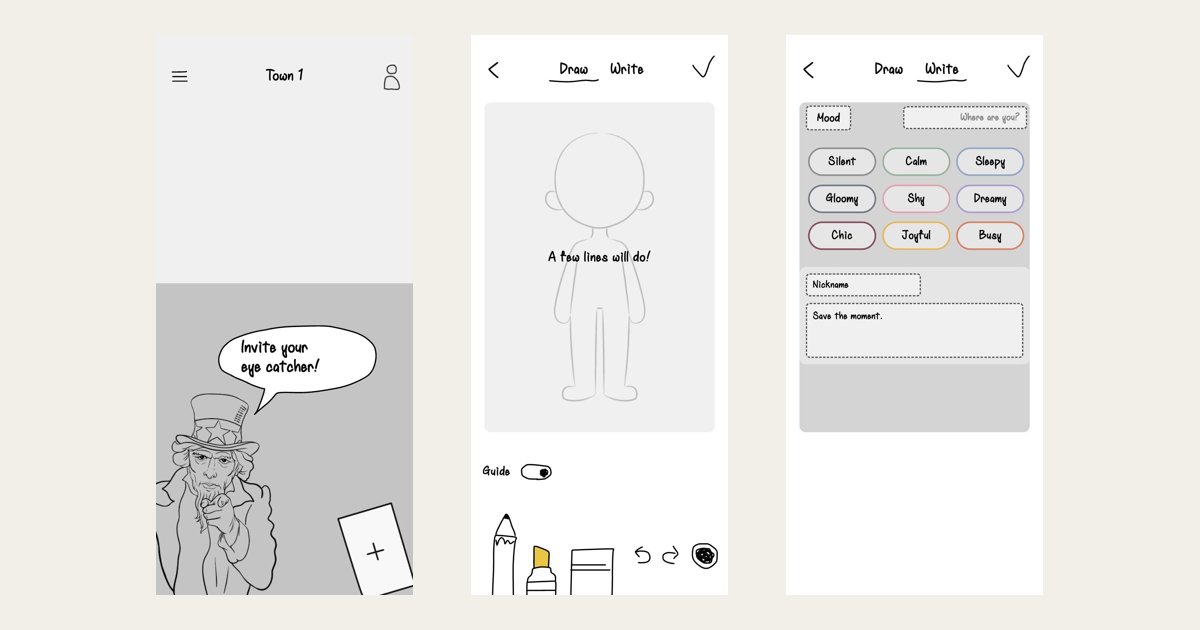 Town 1
Invite your
eye catcher!
Draw Write
A few lines will do!
Guide
Draw Write
Mood Where are you?
Silent Calm Sleepy
Gloomy Shy Dreamy
Chic Joyful Busy
Nickname
Save the moment.